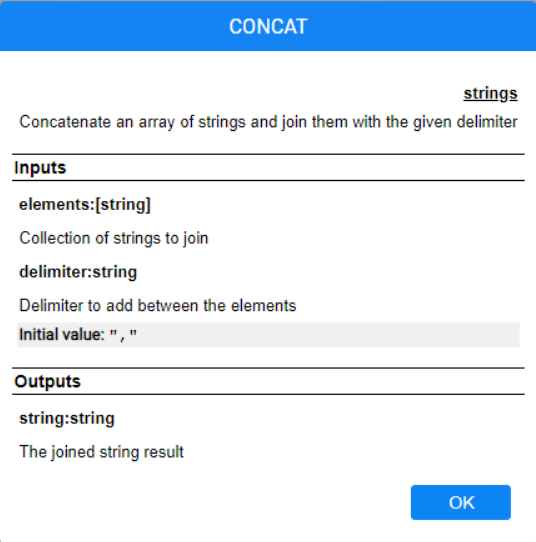 CONCAT
strings
Concatenate an array of strings and join them with the given delimiter
Inputs
elements:[string]
Collection of strings to join
delimiter:string
Delimiter to add between the elements
Initial value: ","
Outputs
string:string
The joined string result
OK